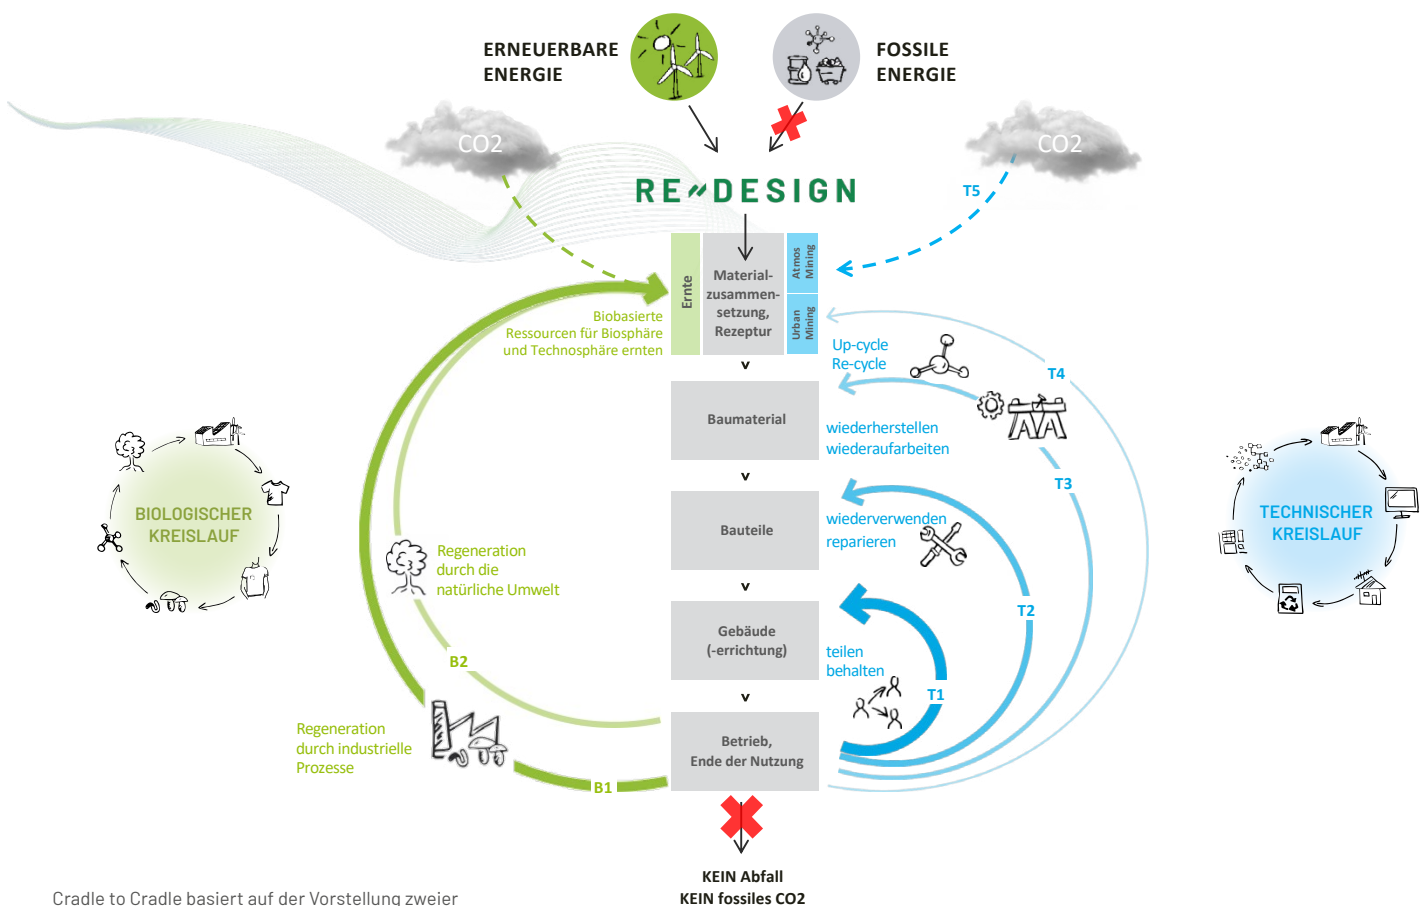 ERNEUERBARE
ENERGIE
FOSSILE
ENERGIE
CO2
CO2
RE DESIGN
T5
Ernte
Material-
zusammen-
setzung,
Rezeptur
Atmos
Mining
Urban
Mining
Biobasierte
Ressourcen für Biosphäre
und Technosphäre ernten
Up-cycle
Re-cycle
T4
Baumaterial
wiederherstellen
wiederaufarbeiten
T3
BIOLOGISCHER
KREISLAUF
TECHNISCHER
KREISLAUF
Bauteile
wiederverwenden
reparieren
Regeneration
durch die
natürliche Umwelt
T2
Gebäude
(-errichtung)
teilen
behalten
B2
T1
Regeneration
durch industrielle
Prozesse
Betrieb,
Ende der Nutzung
B1
KEIN Abfall
KEIN fossiles CO2
Cradle to Cradle basiert auf der Vorstellung zweier